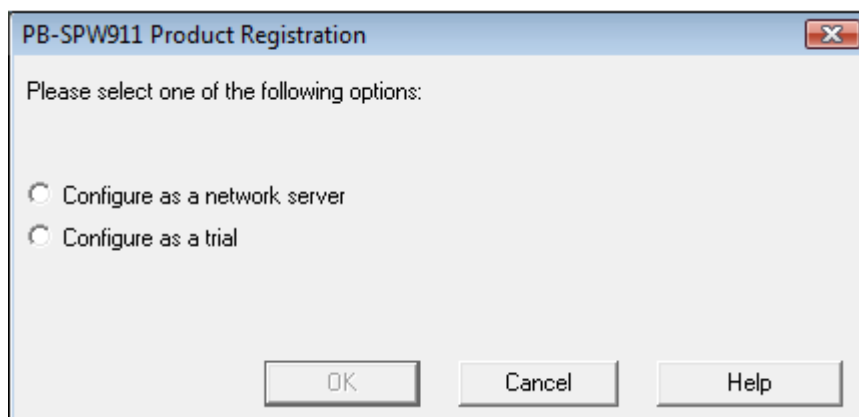 PB-SPW911 Product Registration
Please select one of the following options:
Configure as a network server
Configure as a trial
OK Cancel Help